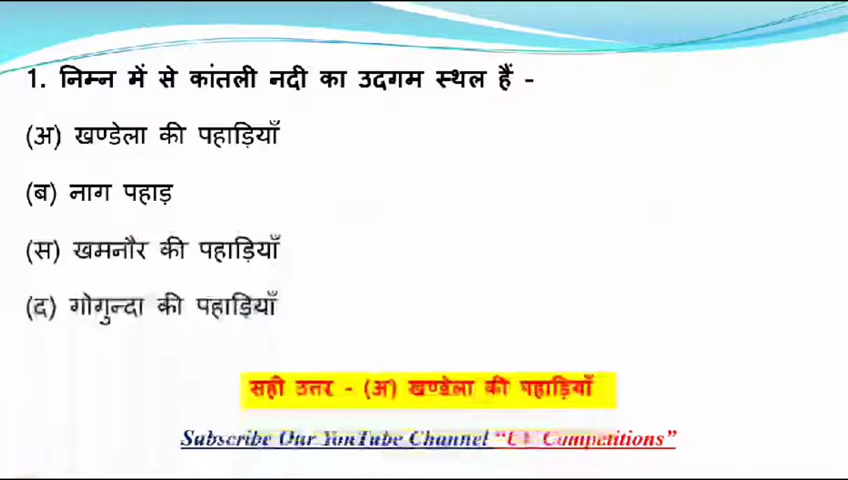 1. निम्न में से कांतली नदी का उदगम स्थल हैं -
(अ) खण्डेला की पहाड़ियाँ
(ब) नाग पहाड़
(स) खमनौर की पहाड़ियाँ
(द) गोगुन्दा की पहाड़ियाँ
सही उत्तर - (अ) खण्डेला की पहाड़ियाँ
Subscribe Our YouTube Channel “ Competitions”